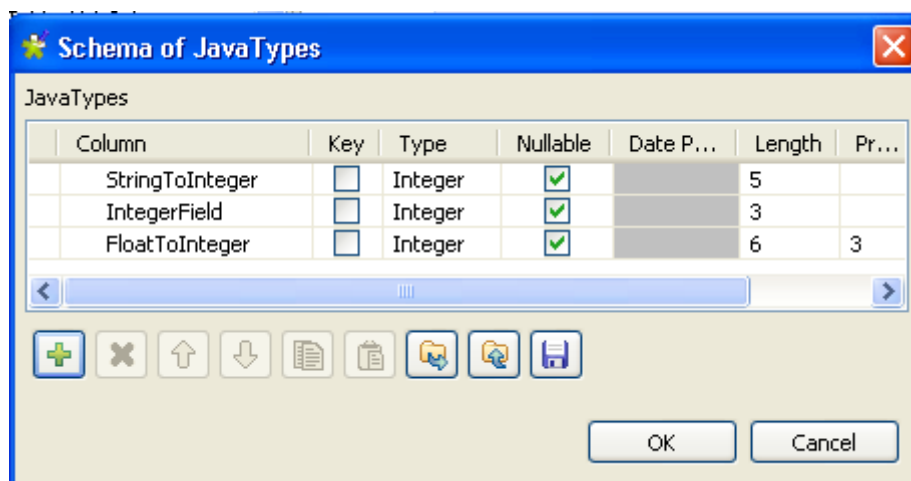 Schema of JavaTypes
JavaTypes
Column Key Type Nullable Date P... Length Pr...
StringToInteger Integer 5
IntegerField Integer 3
FloatToInteger Integer 6 3
OK Cancel